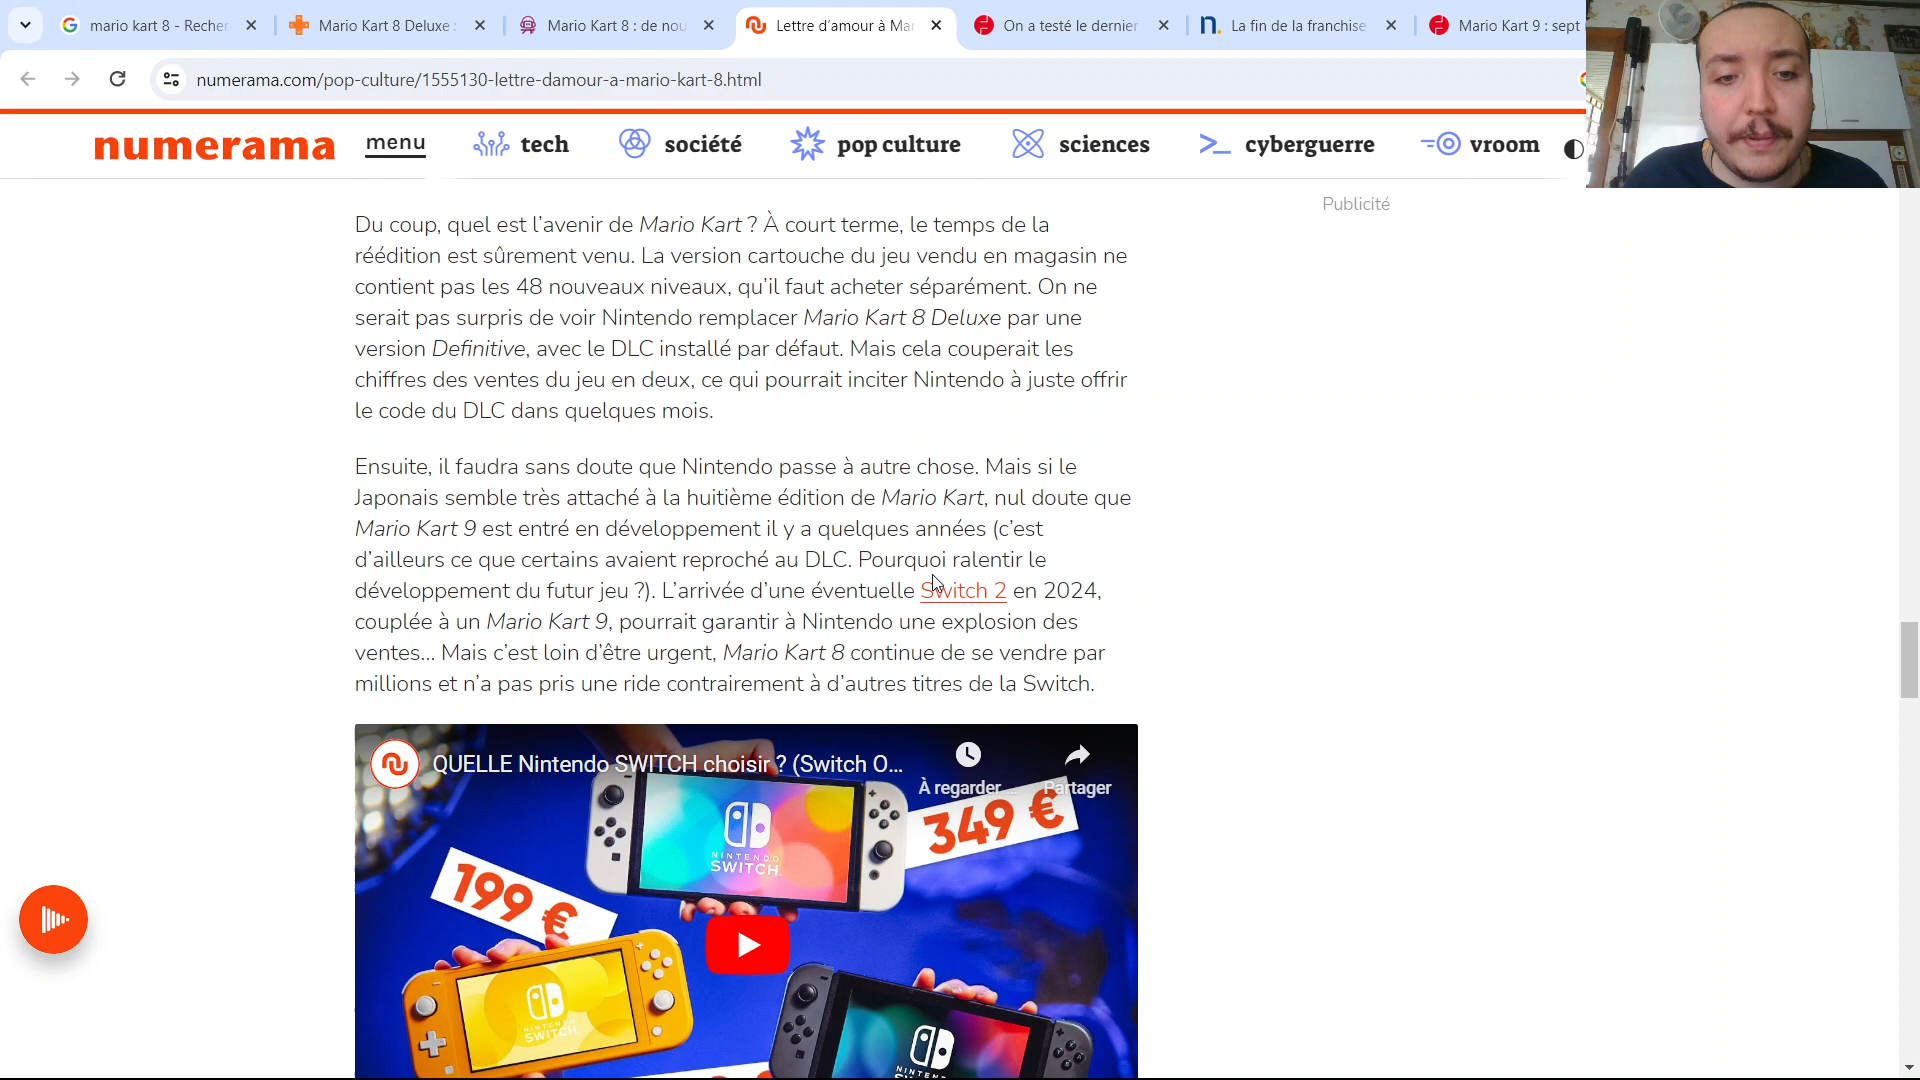 mario kart 8 - Recher
Mario Kart 8 Deluxe :
Mario Kart 8 : de nou
Lettre d'amour à Mar
On a testé le dernier
La fin de la franchise
Mario Kart 9 : sept
numerama.com/pop-culture/1555130-lettre-damour-a-mario-kart-8.html
numerama
menu
tech
société
pop culture
sciences
cyberguerre
vroom
Publicité
Du coup, quel est l'avenir de Mario Kart ? À court terme, le temps de la
réédition est sûrement venu. La version cartouche du jeu vendu en magasin ne
contient pas les 48 nouveaux niveaux, qu'il faut acheter séparément. On ne
serait pas surpris de voir Nintendo remplacer Mario Kart 8 Deluxe par une
version Definitive, avec le DLC installé par défaut. Mais cela couperait les
chiffres des ventes du jeu en deux, ce qui pourrait inciter Nintendo à juste offrir
le code du DLC dans quelques mois.
Ensuite, il faudra sans doute que Nintendo passe à autre chose. Mais si le
Japonais semble très attaché à la huitième édition de Mario Kart, nul doute que
Mario Kart 9 est entré en développement il y a quelques années (c'est
d'ailleurs ce que certains avaient reproché au DLC. Pourquoi ralentir le
développement du futur jeu ?). L'arrivée d'une éventuelle Switch 2 en 2024,
couplée à un Mario Kart 9, pourrait garantir à Nintendo une explosion des
ventes... Mais c'est loin d'être urgent, Mario Kart 8 continue de se vendre par
millions et n'a pas pris une ride contrairement à d'autres titres de la Switch.
QUELLE Nintendo SWITCH choisir ? (Switch O...
À regarder ...
Partager
349 €
199 €
NINTENDO
SWITCH
NINTENDO
SWITCH
NINTENDO